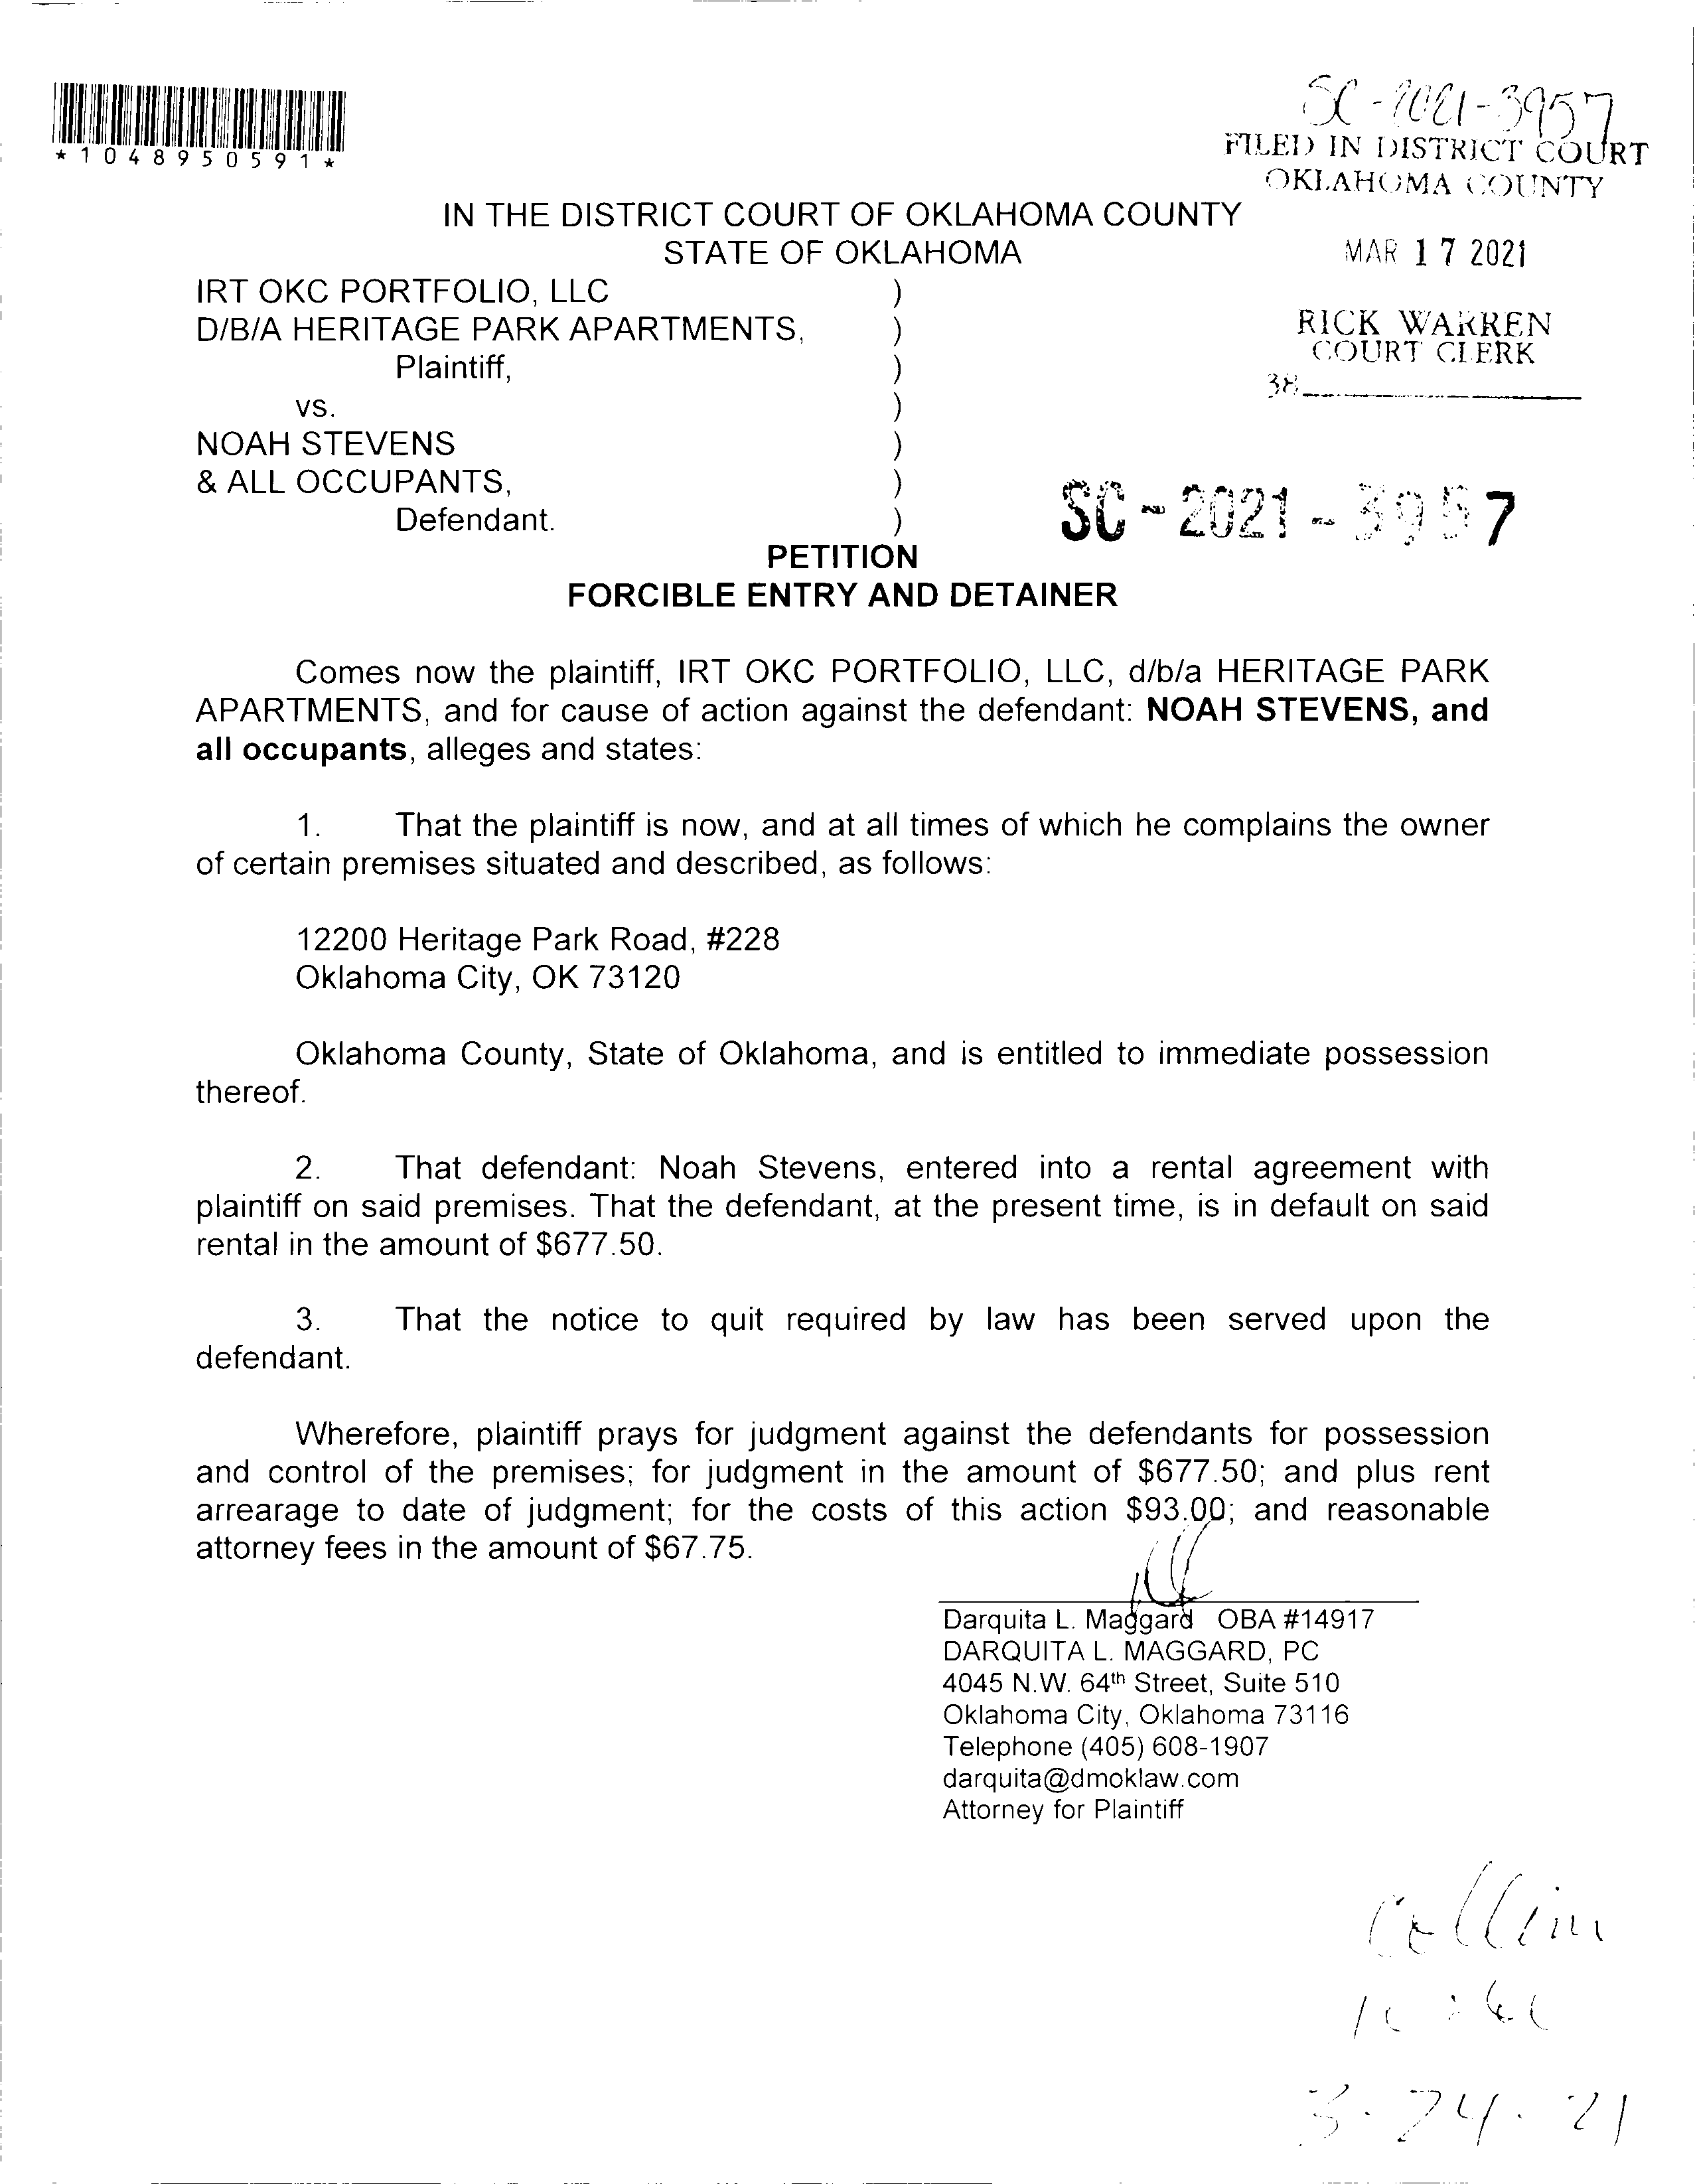 *1048950591*
SC-2021-3957
FILED IN DISTRICT COURT
OKLAHOMA COUNTY
MAR 17 2021
RICK WARREN
COURT CLERK
38
IN THE DISTRICT COURT OF OKLAHOMA COUNTY
STATE OF OKLAHOMA
IRT OKC PORTFOLIO, LLC )
D/B/A HERITAGE PARK APARTMENTS, )
Plaintiff, )
vs. )
NOAH STEVENS )
& ALL OCCUPANTS, )
Defendant. )
SC-2021-3957
PETITION
FORCIBLE ENTRY AND DETAINER
Comes now the plaintiff, IRT OKC PORTFOLIO, LLC, d/b/a HERITAGE PARK
APARTMENTS, and for cause of action against the defendant: NOAH STEVENS, and
all occupants, alleges and states:
1. That the plaintiff is now, and at all times of which he complains the owner
of certain premises situated and described, as follows:
12200 Heritage Park Road, #228
Oklahoma City, OK 73120
Oklahoma County, State of Oklahoma, and is entitled to immediate possession
thereof.
2. That defendant: Noah Stevens, entered into a rental agreement with
plaintiff on said premises. That the defendant, at the present time, is in default on said
rental in the amount of $677.50.
3. That the notice to quit required by law has been served upon the
defendant.
Wherefore, plaintiff prays for judgment against the defendants for possession
and control of the premises; for judgment in the amount of $677.50; and plus rent
arrearage to date of judgment; for the costs of this action $93.00; and reasonable
attorney fees in the amount of $67.75.
Darquita L. Maggard OBA #14917
DARQUITA L. MAGGARD, PC
4045 N.W. 64th Street, Suite 510
Oklahoma City, Oklahoma 73116
Telephone (405) 608-1907
darquita@dmoklaw.com
Attorney for Plaintiff
3-24-21